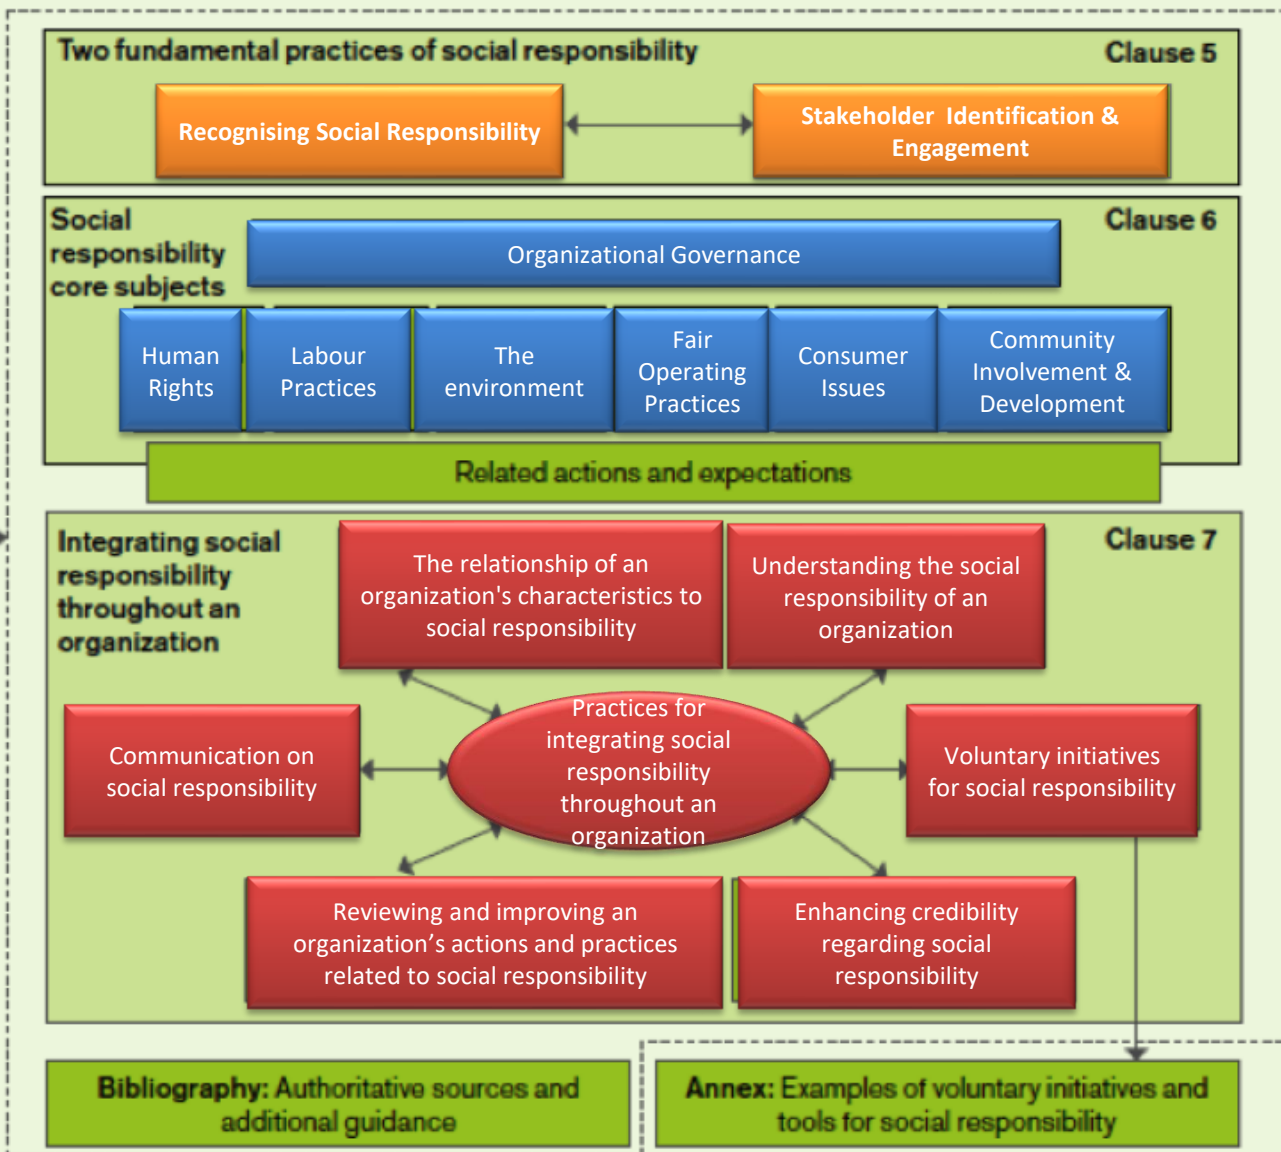 Two fundamental practices of social responsibility
Clause 5
Recognising Social Responsibility
Stakeholder Identification &
Engagement
Social
responsibility
core subjects
Clause 6
Organizational Governance
Human
Rights
Labour
Practices
The
environment
Fair
Operating
Practices
Consumer
Issues
Community
Involvement &
Development
Related actions and expectations
Integrating social
responsibility
throughout an
organization
Clause 7
The relationship of an
organization's characteristics to
social responsibility
Understanding the social
responsibility of an
organization
Communication on
social responsibility
Practices for
integrating social
responsibility
throughout an
organization
Voluntary initiatives
for social responsibility
Reviewing and improving an
organization’s actions and practices
related to social responsibility
Enhancing credibility
regarding social
responsibility
Bibliography: Authoritative sources and
additional guidance
Annex: Examples of voluntary initiatives and
tools for social responsibility